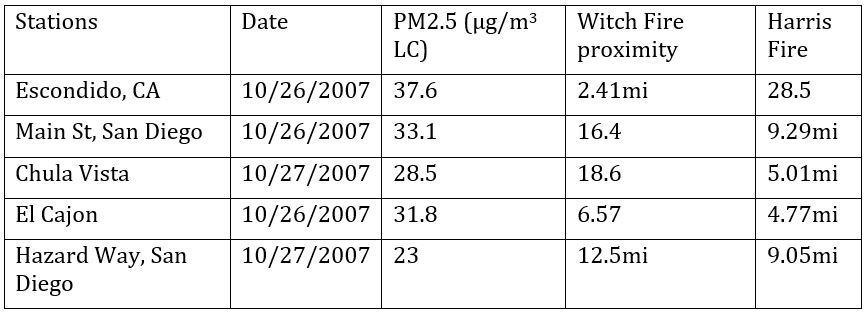 Stations Date PM2.5 (µg/m³ Witch Fire Harris
LC) proximity Fire
Escondido, CA 10/26/2007 37.6 2.41mi 28.5
Main St, San Diego 10/26/2007 33.1 16.4 9.29mi
Chula Vista 10/27/2007 28.5 18.6 5.01mi
El Cajon 10/26/2007 31.8 6.57 4.77mi
Hazard Way, San 10/27/2007 23 12.5mi 9.05mi
Diego